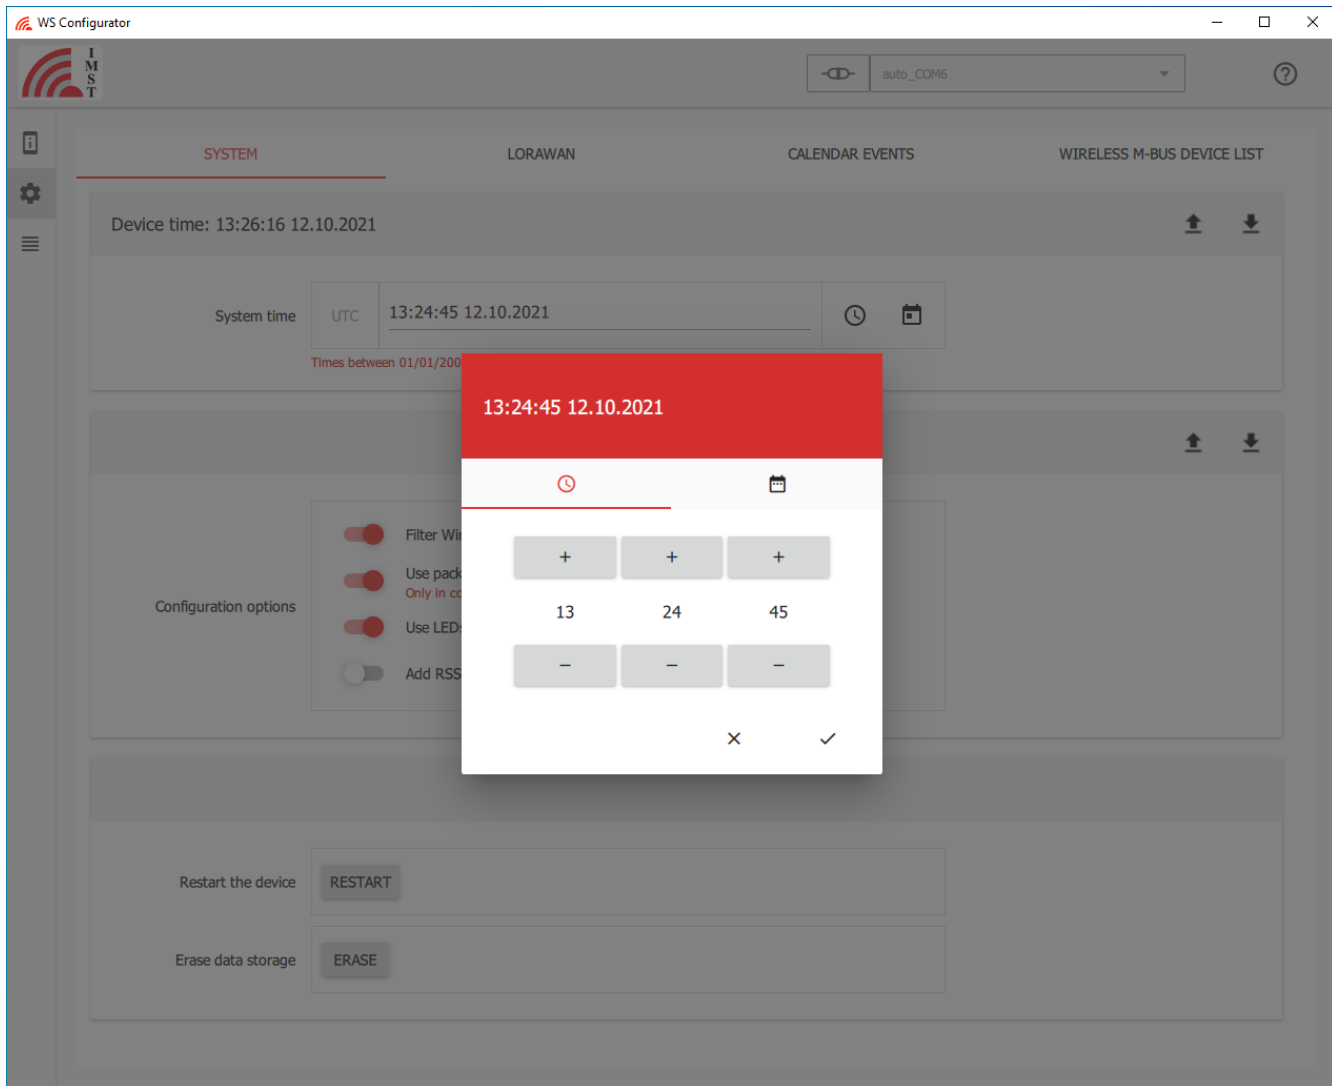 WS Configurator
I
M
S
T
auto_COM6
SYSTEM
LORAWAN
CALENDAR EVENTS
WIRELESS M-BUS DEVICE LIST
Device time: 13:26:16 12.10.2021
System time
UTC
13:24:45 12.10.2021
Times between 01/01/200
13:24:45 12.10.2021
+ + +
13 24 45
− − −
Configuration options
Filter Wi
Use pack
Only in co
Use LEDs
Add RSS
Restart the device
RESTART
Erase data storage
ERASE